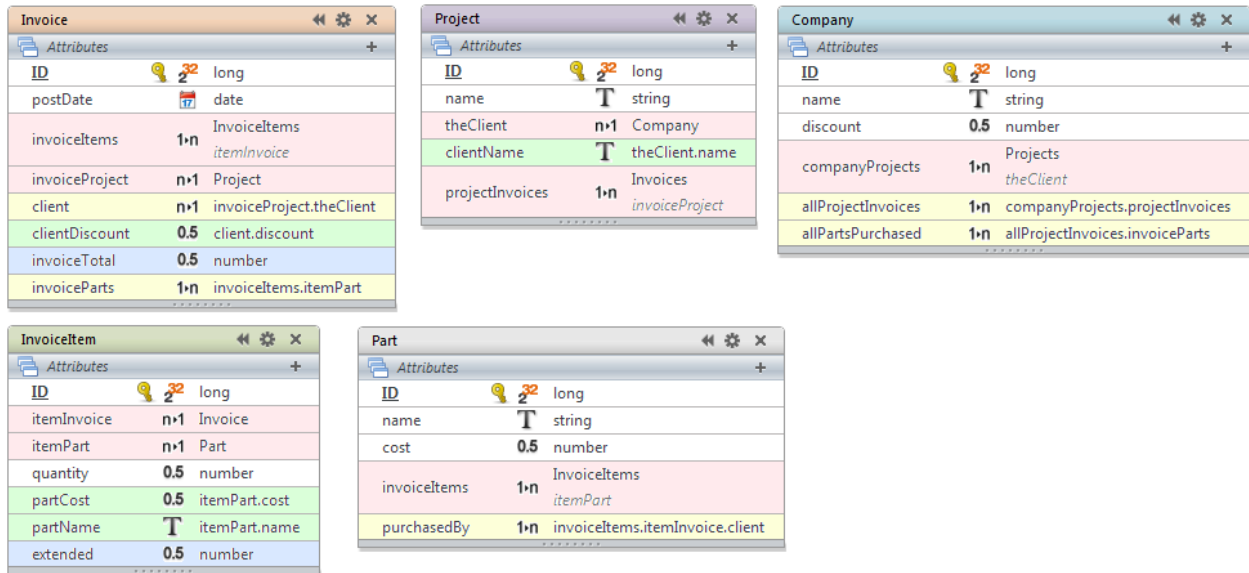 Invoice
Attributes
ID 2 32 long
postDate 17 date
invoiceItems 1▸n InvoiceItems
itemInvoice
invoiceProject n▸1 Project
client n▸1 invoiceProject.theClient
clientDiscount 0.5 client.discount
invoiceTotal 0.5 number
invoiceParts 1▸n invoiceItems.itemPart
Project
Attributes
ID 2 32 long
name T string
theClient n▸1 Company
clientName T theClient.name
projectInvoices 1▸n Invoices
invoiceProject
Company
Attributes
ID 2 32 long
name T string
discount 0.5 number
companyProjects 1▸n Projects
theClient
allProjectInvoices 1▸n companyProjects.projectInvoices
allPartsPurchased 1▸n allProjectInvoices.invoiceParts
InvoiceItem
Attributes
ID 2 32 long
itemInvoice n▸1 Invoice
itemPart n▸1 Part
quantity 0.5 number
partCost 0.5 itemPart.cost
partName T itemPart.name
extended 0.5 number
Part
Attributes
ID 2 32 long
name T string
cost 0.5 number
invoiceItems 1▸n InvoiceItems
itemPart
purchasedBy 1▸n invoiceItems.itemInvoice.client